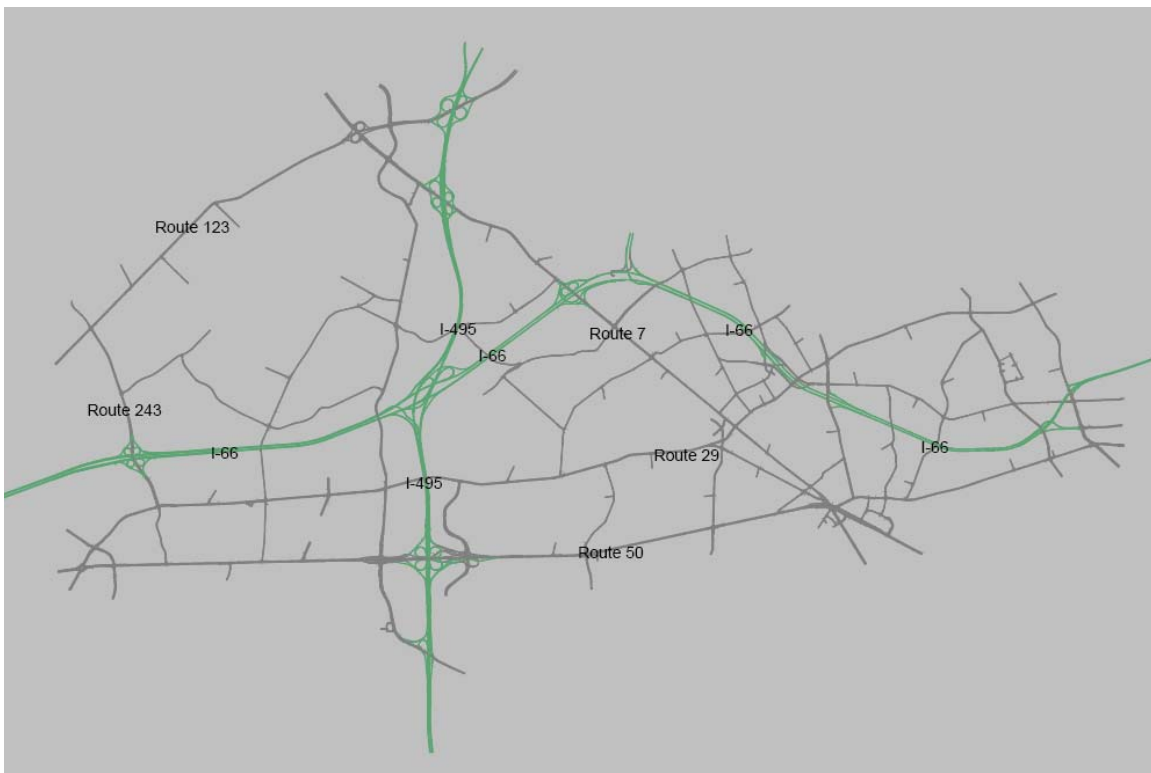 Route 123
I-495
Route 7
I-66
I-66
Route 243
I-66
Route 29
I-66
I-495
Route 50